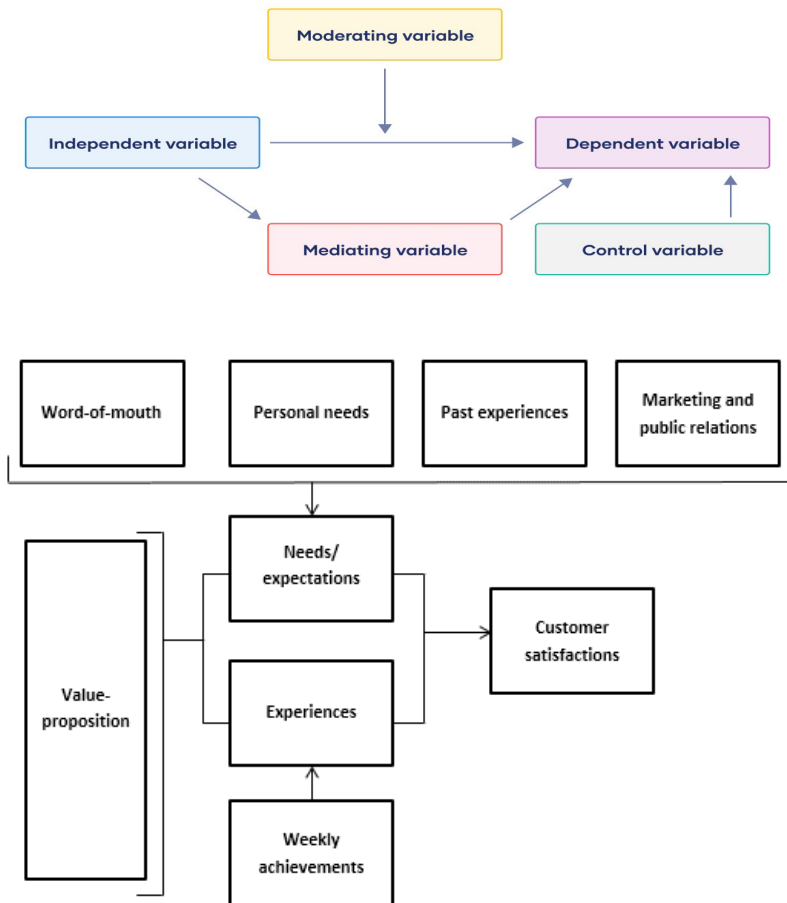 Moderating variable
Independent variable
Dependent variable
Mediating variable
Control variable
Word-of-mouth
Personal needs
Past experiences
Marketing and
public relations
Needs/
expectations
Customer
satisfactions
Value-
proposition
Experiences
Weekly
achievements